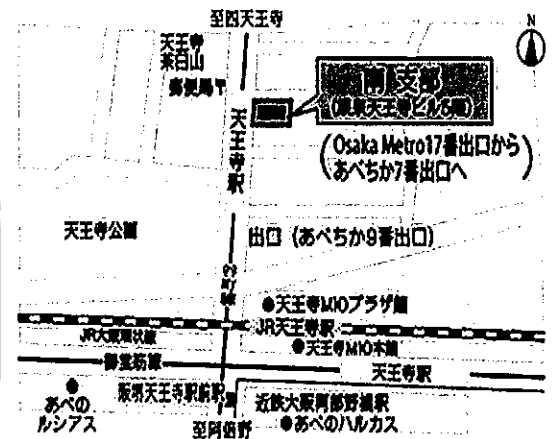 至四天王寺
N
天王寺
茶臼山
郵便局〒
南支部
天王寺駅
(Osaka Metro17番出口から
あべちか7番出口へ)
天王寺公園
出口 (あべちか9番出口)
谷町線
●天王寺MIOプラザ館
JR天王寺駅
JR大阪環状線
●天王寺MIO本館
御堂筋線
天王寺駅
●
あべの
ルシアス
阪堺天王寺駅前駅
近鉄大阪阿部野橋駅
至阿倍野
●あべのハルカス